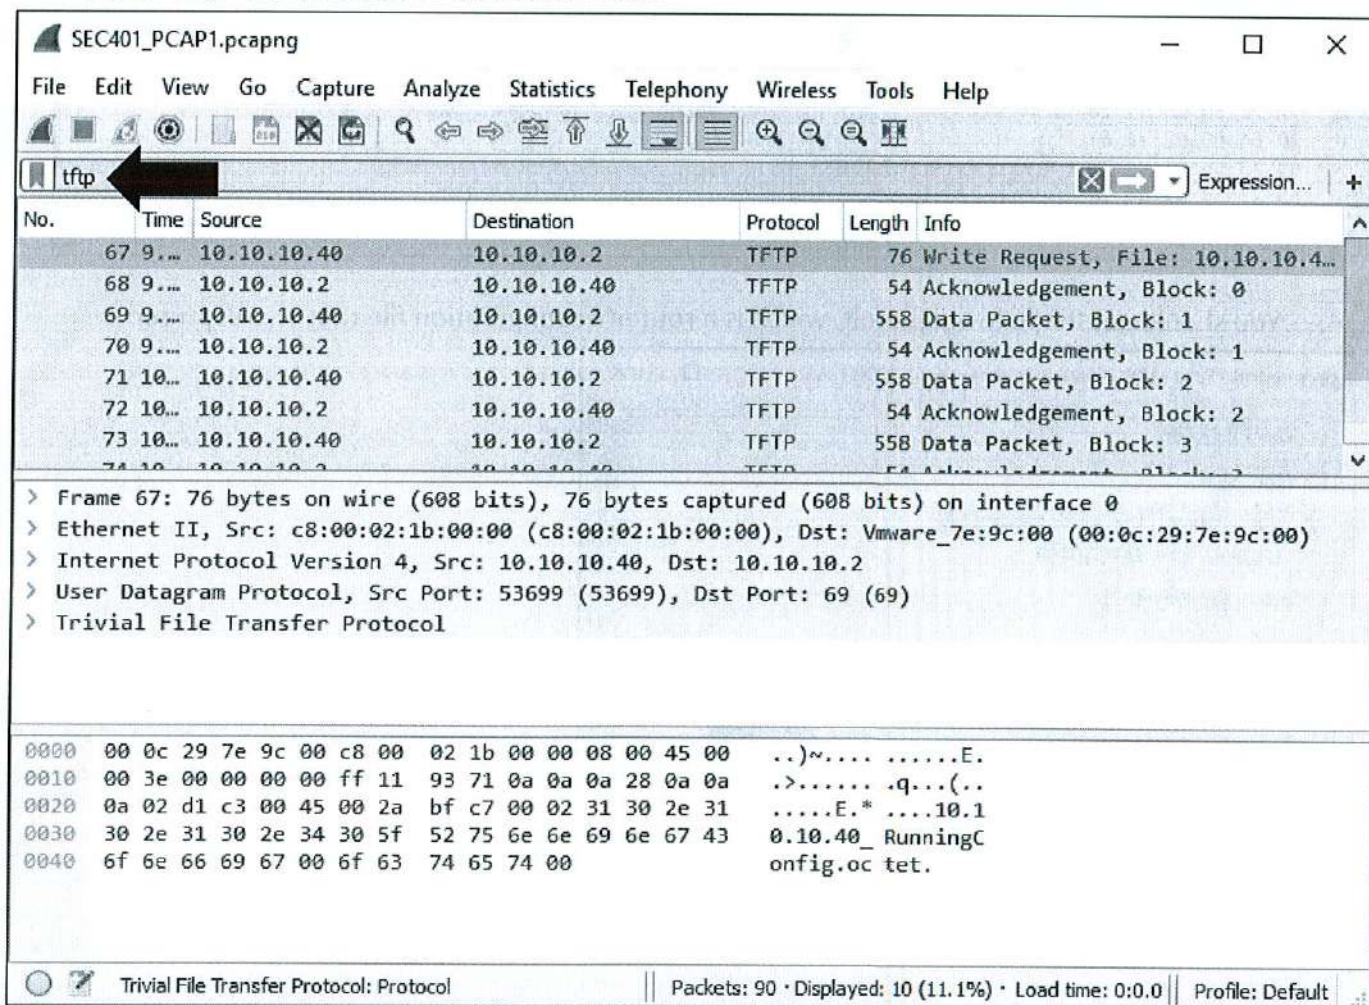 SEC401_PCAP1.pcapng
File Edit View Go Capture Analyze Statistics Telephony Wireless Tools Help
tftp Expression... +
No. Time Source Destination Protocol Length Info
67 9.... 10.10.10.40 10.10.10.2 TFTP 76 Write Request, File: 10.10.10.4...
68 9.... 10.10.10.2 10.10.10.40 TFTP 54 Acknowledgement, Block: 0
69 9.... 10.10.10.40 10.10.10.2 TFTP 558 Data Packet, Block: 1
70 9.... 10.10.10.2 10.10.10.40 TFTP 54 Acknowledgement, Block: 1
71 10... 10.10.10.40 10.10.10.2 TFTP 558 Data Packet, Block: 2
72 10... 10.10.10.2 10.10.10.40 TFTP 54 Acknowledgement, Block: 2
73 10... 10.10.10.40 10.10.10.2 TFTP 558 Data Packet, Block: 3
> Frame 67: 76 bytes on wire (608 bits), 76 bytes captured (608 bits) on interface 0
> Ethernet II, Src: c8:00:02:1b:00:00 (c8:00:02:1b:00:00), Dst: Vmware_7e:9c:00 (00:0c:29:7e:9c:00)
> Internet Protocol Version 4, Src: 10.10.10.40, Dst: 10.10.10.2
> User Datagram Protocol, Src Port: 53699 (53699), Dst Port: 69 (69)
> Trivial File Transfer Protocol
0000 00 0c 29 7e 9c 00 c8 00 02 1b 00 00 08 00 45 00 ..)~.... ......E.
0010 00 3e 00 00 00 00 ff 11 93 71 0a 0a 0a 28 0a 0a .>...... .q...(..
0020 0a 02 d1 c3 00 45 00 2a bf c7 00 02 31 30 2e 31 .....E.* ....10.1
0030 30 2e 31 30 2e 34 30 5f 52 75 6e 6e 69 6e 67 43 0.10.40_ RunningC
0040 6f 6e 66 69 67 00 6f 63 74 65 74 00 onfig.oc tet.
Trivial File Transfer Protocol: Protocol Packets: 90 · Displayed: 10 (11.1%) · Load time: 0:0.0 Profile: Default